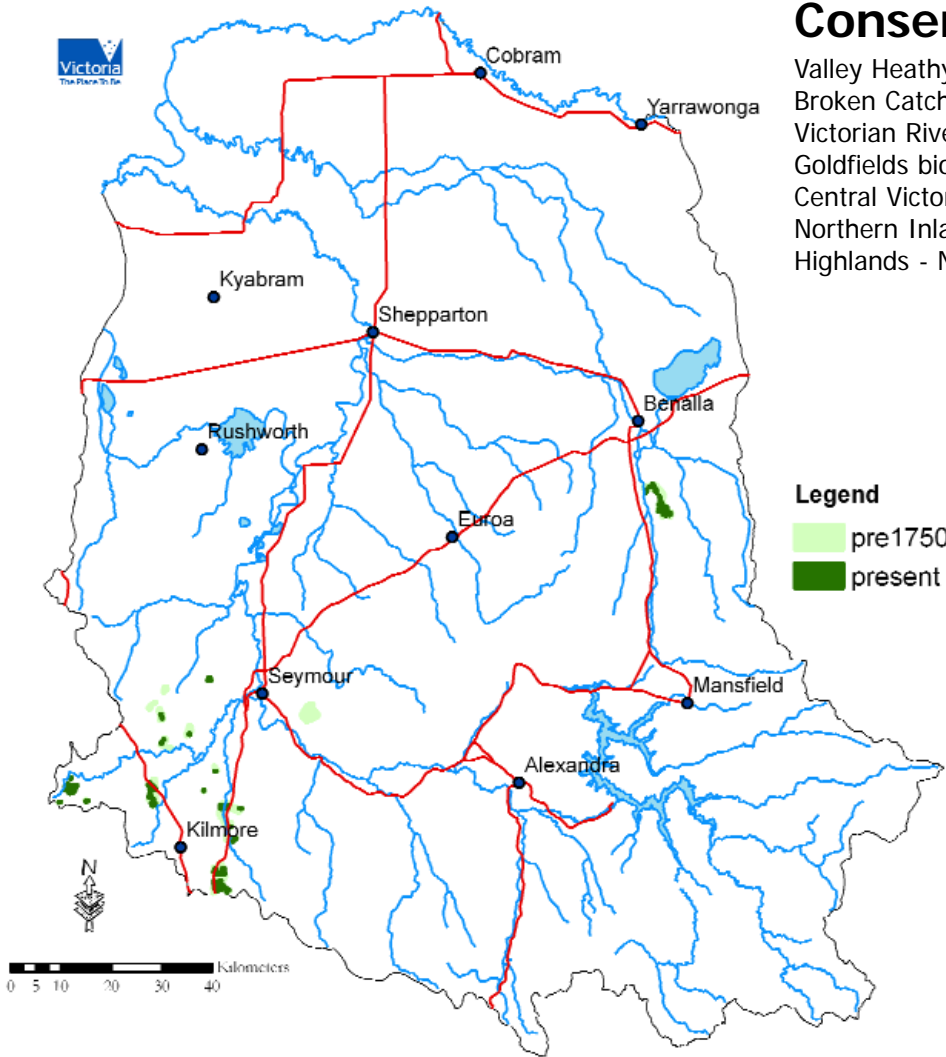 Conser
Valley Heathy
Broken Catch
Victorian Rive
Goldfields bio
Central Victor
Northern Inla
Highlands - N
Victoria
The Place To Be
Cobram
Yarrawonga
Kyabram
Shepparton
Benalla
Rushworth
Euroa
Legend
pre1750
present
Seymour
Mansfield
Alexandra
Kilmore
N
Kilometers
0 5 10 20 30 40